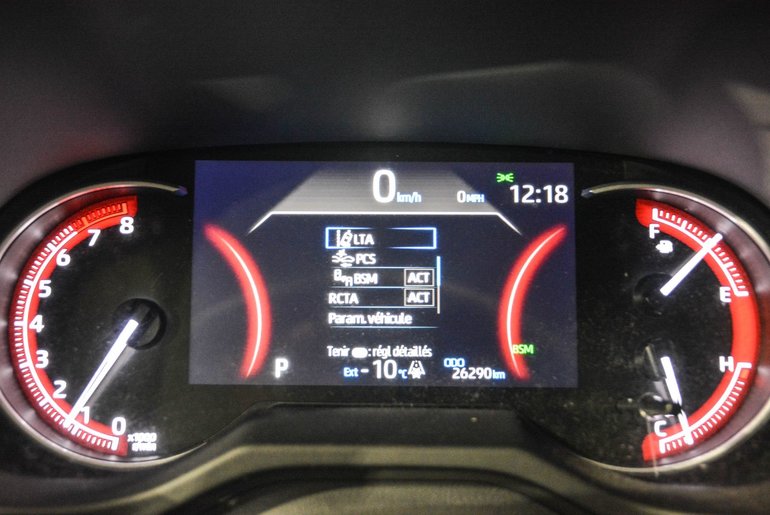 0 km/h
0 MPH
12:18
8
7
6
5
4
3
2
1
0
x1000
r/min
LTA
PCS
BSM ACT
RCTA ACT
Param. véhicule
Tenir : régl détaillés
P
Ext -10 °C
ODO
26290 km
BSM
F
E
H
C